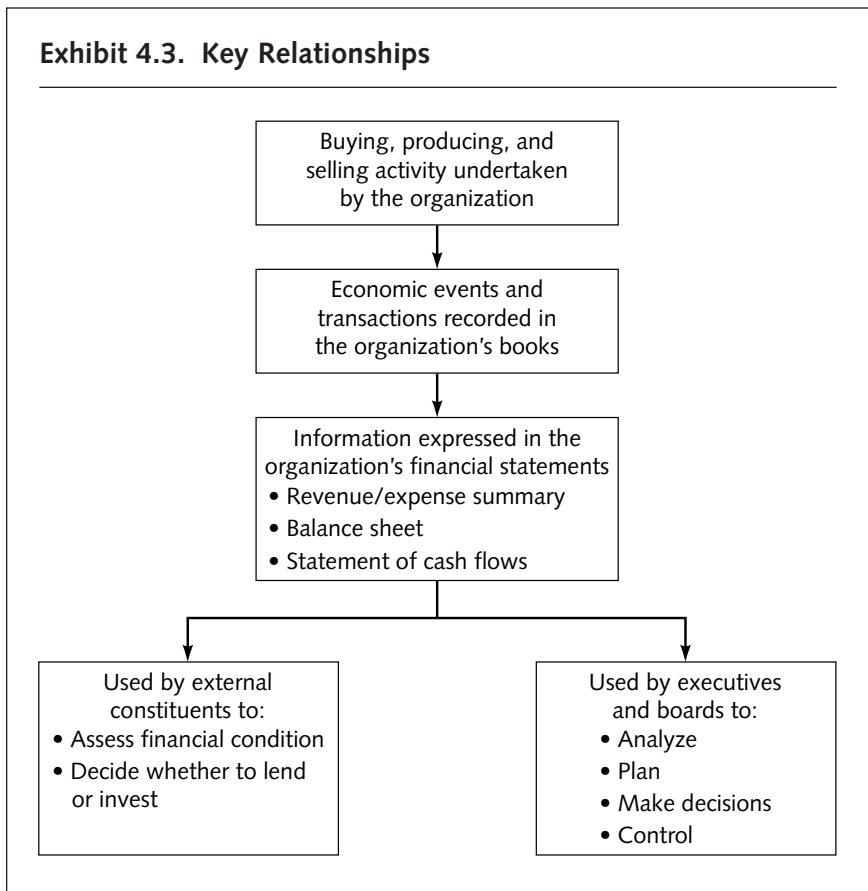 Exhibit 4.3. Key Relationships
Buying, producing, and
selling activity undertaken
by the organization
Economic events and
transactions recorded in
the organization’s books
Information expressed in the
organization’s financial statements
• Revenue/expense summary
• Balance sheet
• Statement of cash flows
Used by external
constituents to:
• Assess financial condition
• Decide whether to lend
or invest
Used by executives
and boards to:
• Analyze
• Plan
• Make decisions
• Control